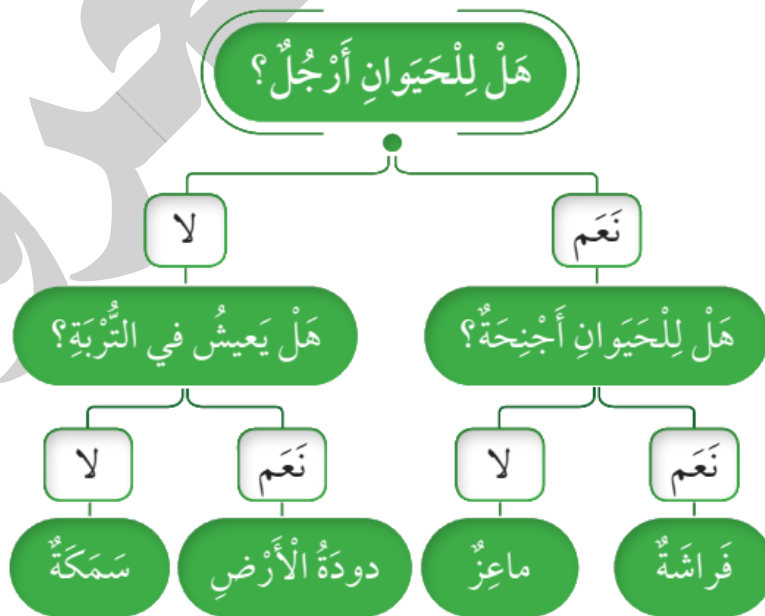 هَلْ لِلْحَيَوانِ أَرْجُلٌ؟
نَعَم
لا
هَلْ لِلْحَيَوانِ أَجْنِحَةٌ؟
هَلْ يَعيشُ في التُّرْبَةِ؟
نَعَم
لا
نَعَم
لا
فَراشَةٌ
ماعِزٌ
دودَةُ الْأَرْضِ
سَمَكَةٌ